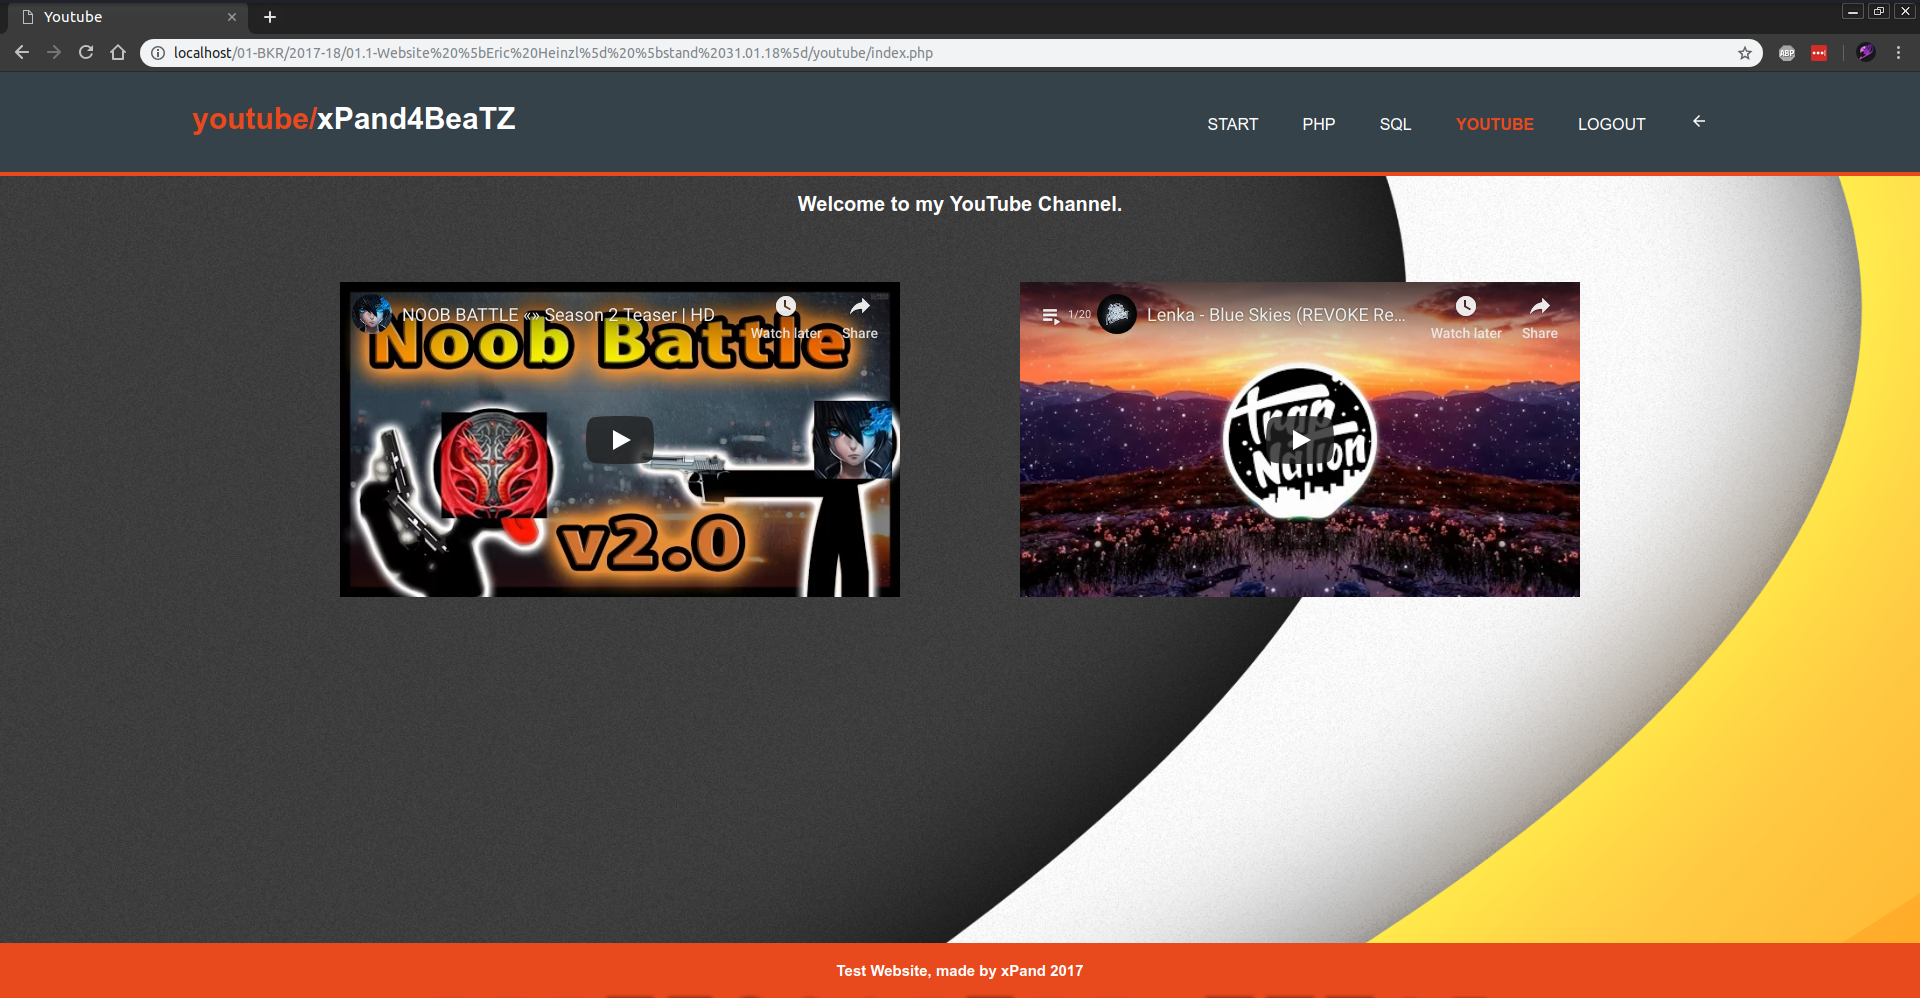 Youtube
localhost/01-BKR/2017-18/01.1-Website%20%5bEric%20Heinzl%5d%20%5bstand%2031.01.18%5d/youtube/index.php
ABP
youtube/xPand4BeaTZ
START PHP SQL YOUTUBE LOGOUT
Welcome to my YouTube Channel.
NOOB BATTLE «» Season 2 Teaser | HD
Watch later
Share
Noob Battle
v2.0
1/20
Lenka - Blue Skies (REVOKE Re...
Watch later
Share
Trap
Nation
Test Website, made by xPand 2017